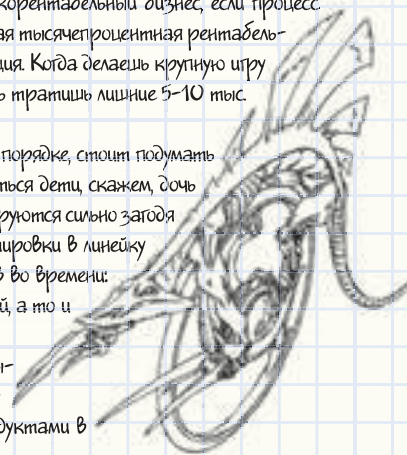 корентабельный бизнес, если процесс
ая тысячепроцентная рентабель-
ция. Когда делаешь крупную игру
ь тратишь лишние 5-10 тыс.
порядке, стоит подумать
ться дети, скажем, дочь
руются сильно загодя
ировки в линейку
в во времени:
й, а то и
ы-
дуктами в